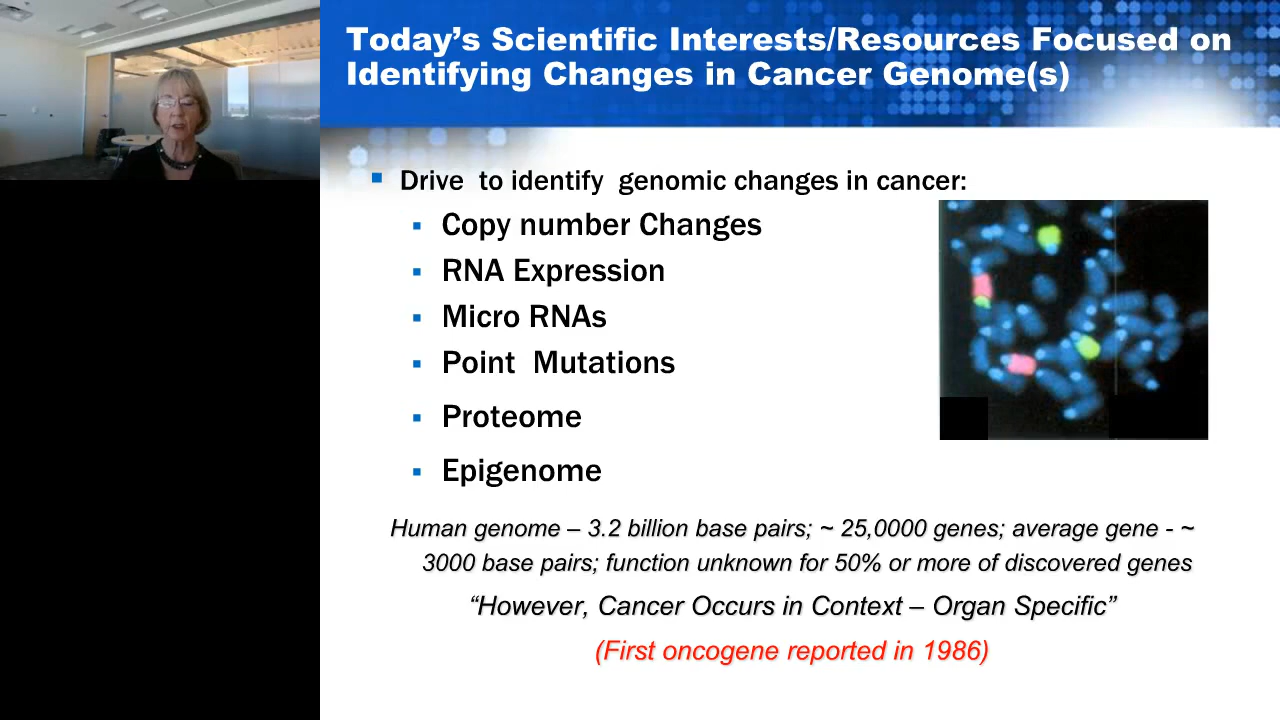 Today’s Scientific Interests/Resources Focused on
Identifying Changes in Cancer Genome(s)
Drive to identify genomic changes in cancer:
Copy number Changes
RNA Expression
Micro RNAs
Point Mutations
Proteome
Epigenome
Human genome – 3.2 billion base pairs; ~ 25,0000 genes; average gene - ~
3000 base pairs; function unknown for 50% or more of discovered genes
“However, Cancer Occurs in Context – Organ Specific”
(First oncogene reported in 1986)